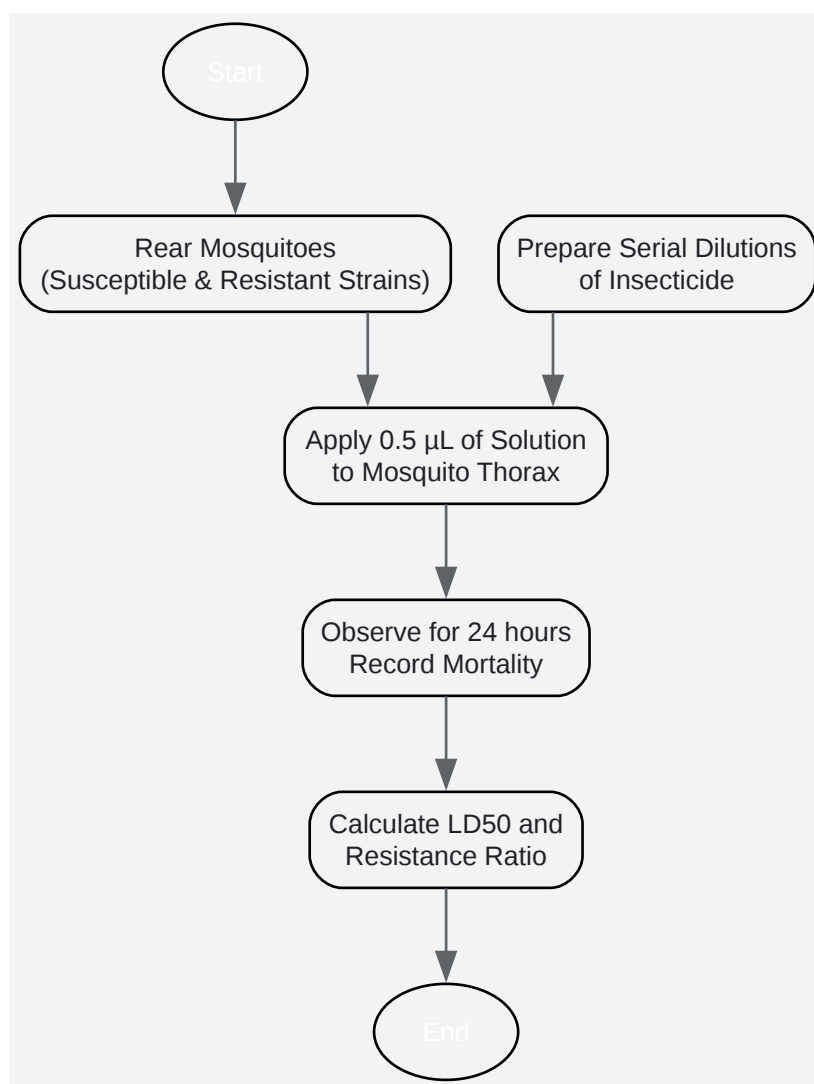 Start
Rear Mosquitoes
(Susceptible & Resistant Strains)
Prepare Serial Dilutions
of Insecticide
Apply 0.5 µL of Solution
to Mosquito Thorax
Observe for 24 hours
Record Mortality
Calculate LD50 and
Resistance Ratio
End